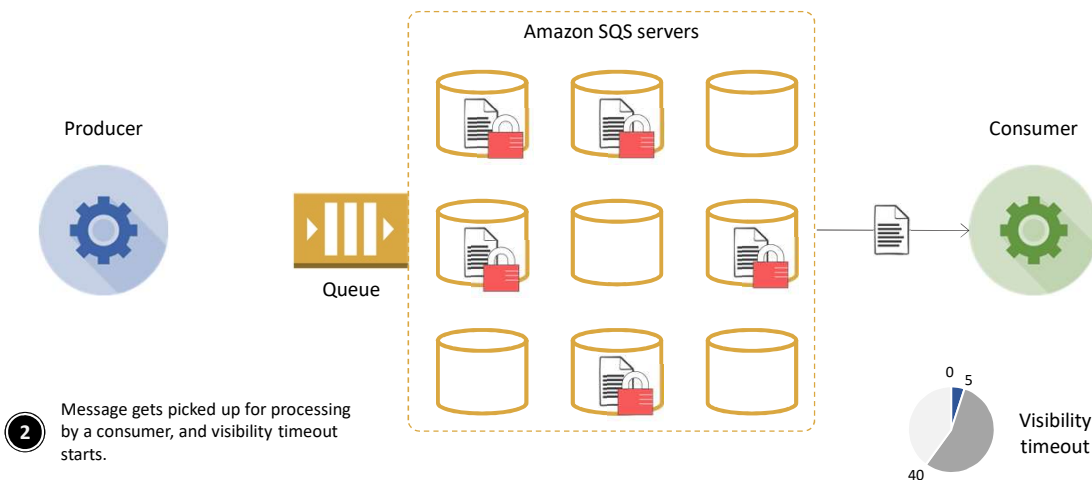 Amazon SQS servers
Producer
Consumer
Queue
2
Message gets picked up for processing
by a consumer, and visibility timeout
starts.
0
5
40
Visibility
timeout